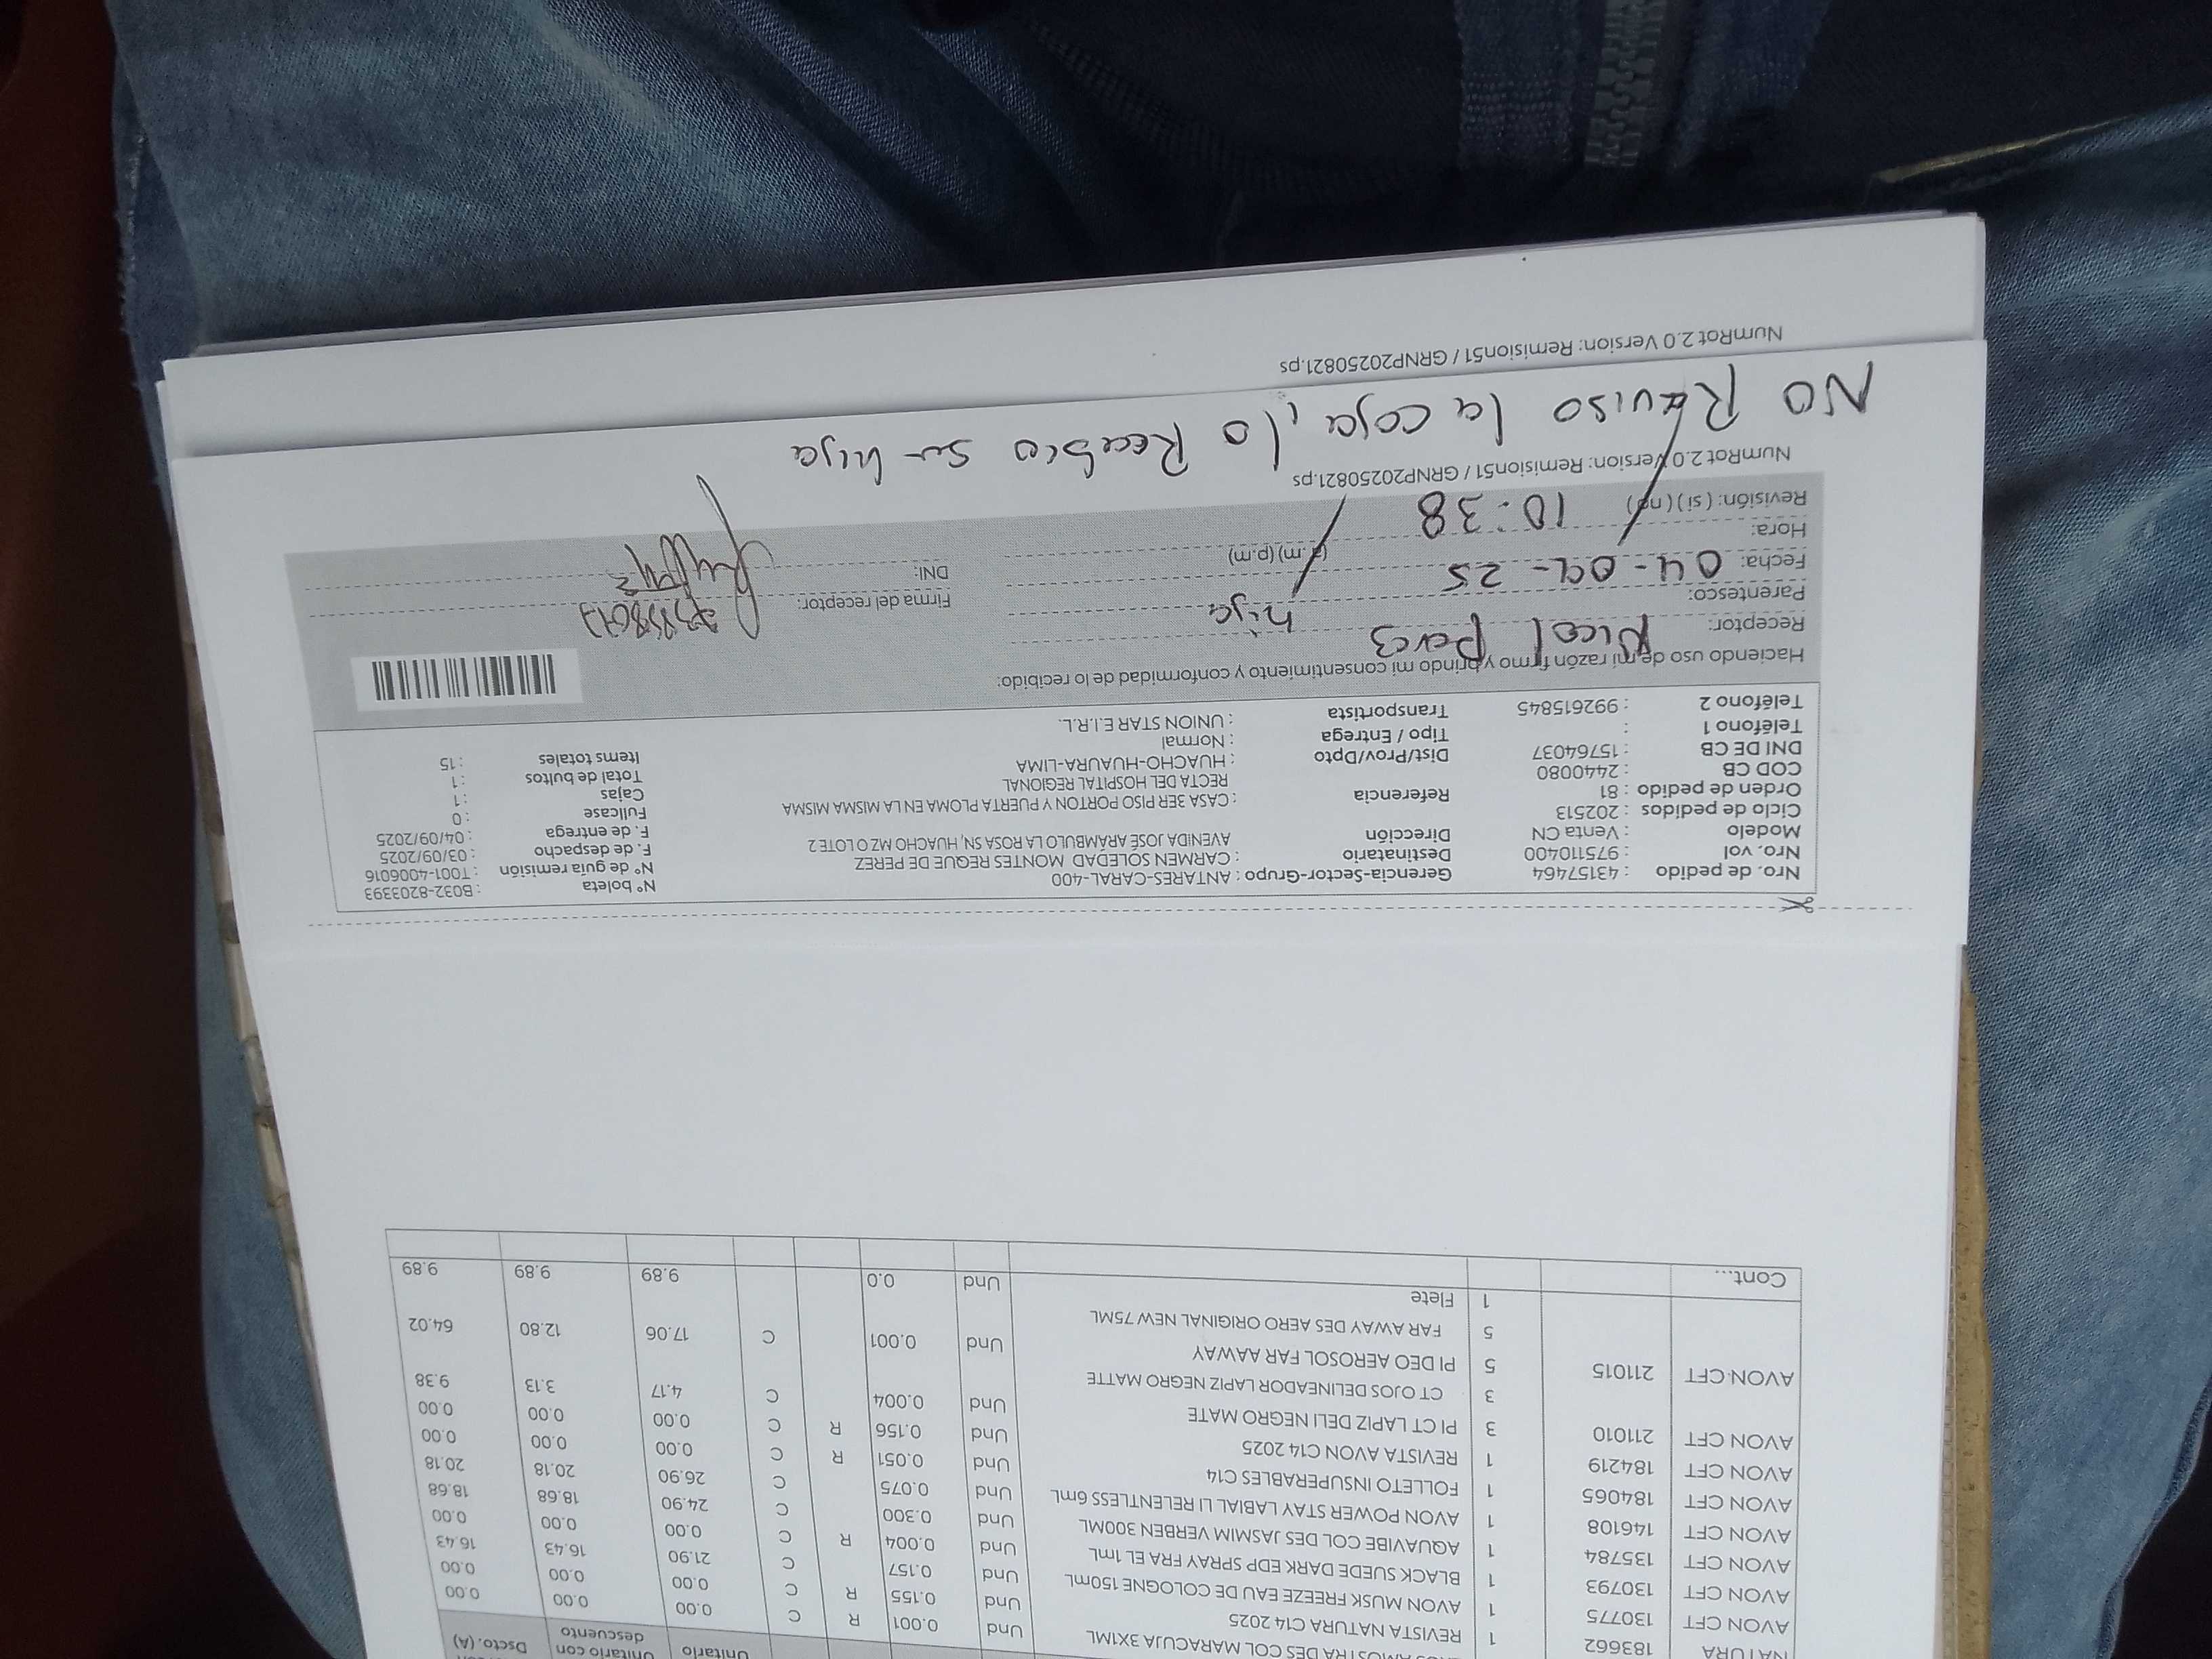 Unitario Unitario con descuento Dscto. (A)
AMOSTRA DES COL MARACUJA 3X1ML Und 0.001 R C 0.00 0.00 0.00
NATURA 183662 1 REVISTA NATURA C14 2025 Und 0.155 R C 0.00 0.00 0.00
AVON CFT 130775 1 AVON MUSK FREEZE EAU DE COLOGNE 150mL Und 0.157 C 21.90 16.43 16.43
AVON CFT 130793 1 BLACK SUEDE DARK EDP SPRAY FRA EL 1mL Und 0.004 R C 0.00 0.00 0.00
AVON CFT 135784 1 AQUAVIBE COL DES JASMIM VERBEN 300ML Und 0.300 C 24.90 18.68 18.68
AVON CFT 146108 1 AVON POWER STAY LABIAL LI RELENTLESS 6mL Und 0.075 C 26.90 20.18 20.18
AVON CFT 184065 1 FOLLETO INSUPERABLES C14 Und 0.051 R C 0.00 0.00 0.00
AVON CFT 184219 1 REVISTA AVON C14 2025 Und 0.156 R C 0.00 0.00 0.00
AVON CFT 211010 3 PI CT LAPIZ DELI NEGRO MATE Und 0.004 C 4.17 3.13 9.38
3 CT OJOS DELINEADOR LAPIZ NEGRO MATTE
AVON CFT 211015 5 PI DEO AEROSOL FAR AAWAY Und 0.001 C 17.06 12.80 64.02
5 FAR AWAY DES AERO ORIGINAL NEW 75ML
1 Flete Und 0.0 9.89 9.89 9.89
Cont...
Nro. de pedido : 43157464 Gerencia-Sector-Grupo : ANTARES-CARAL-400 N° boleta : B032-8203393
Nro. vol : 975110400 Destinatario : CARMEN SOLEDAD MONTES REQUE DE PEREZ N° de guía remisión : T001-4006016
Modelo : Venta CN Dirección AVENIDA JOSÉ ARÁMBULO LA ROSA SN, HUACHO MZ O LOTE 2 F. de despacho : 03/09/2025
Ciclo de pedidos : 202513 F. de entrega : 04/09/2025
Orden de pedido : 81 Referencia : CASA 3ER PISO PORTON Y PUERTA PLOMA EN LA MISMA MISMA Fullcase : 0
COD CB : 2440080 RECTA DEL HOSPITAL REGIONAL Cajas : 1
DNI DE CB : 15764037 Dist/Prov/Dpto : HUACHO-HUAURA-LIMA Total de bultos : 1
Teléfono 1 : Tipo / Entrega : Normal Items totales : 15
Teléfono 2 : 992615845 Transportista : UNION STAR E.I.R.L.
Haciendo uso de mi razón firmo y brindo mi consentimiento y conformidad de lo recibido:
Receptor: Nicol Perez
Parentesco: hija Firma del receptor:
Fecha: 04-09-25 DNI:
Hora: 10:38 (a.m) (p.m)
Revisión: (si) (no)
NumRot 2.0 Version: Remision51 / GRNP20250821.ps
NO Reviso la caja, lo Recebio su hija
NumRot 2.0 Version: Remision51 / GRNP20250821.ps